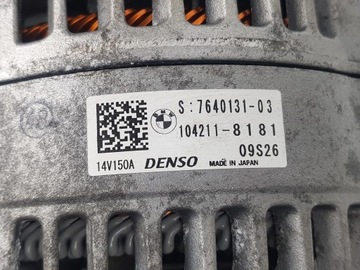 S:7640131-03
104211-8181
09S26
14V150A DENSO MADE IN JAPAN